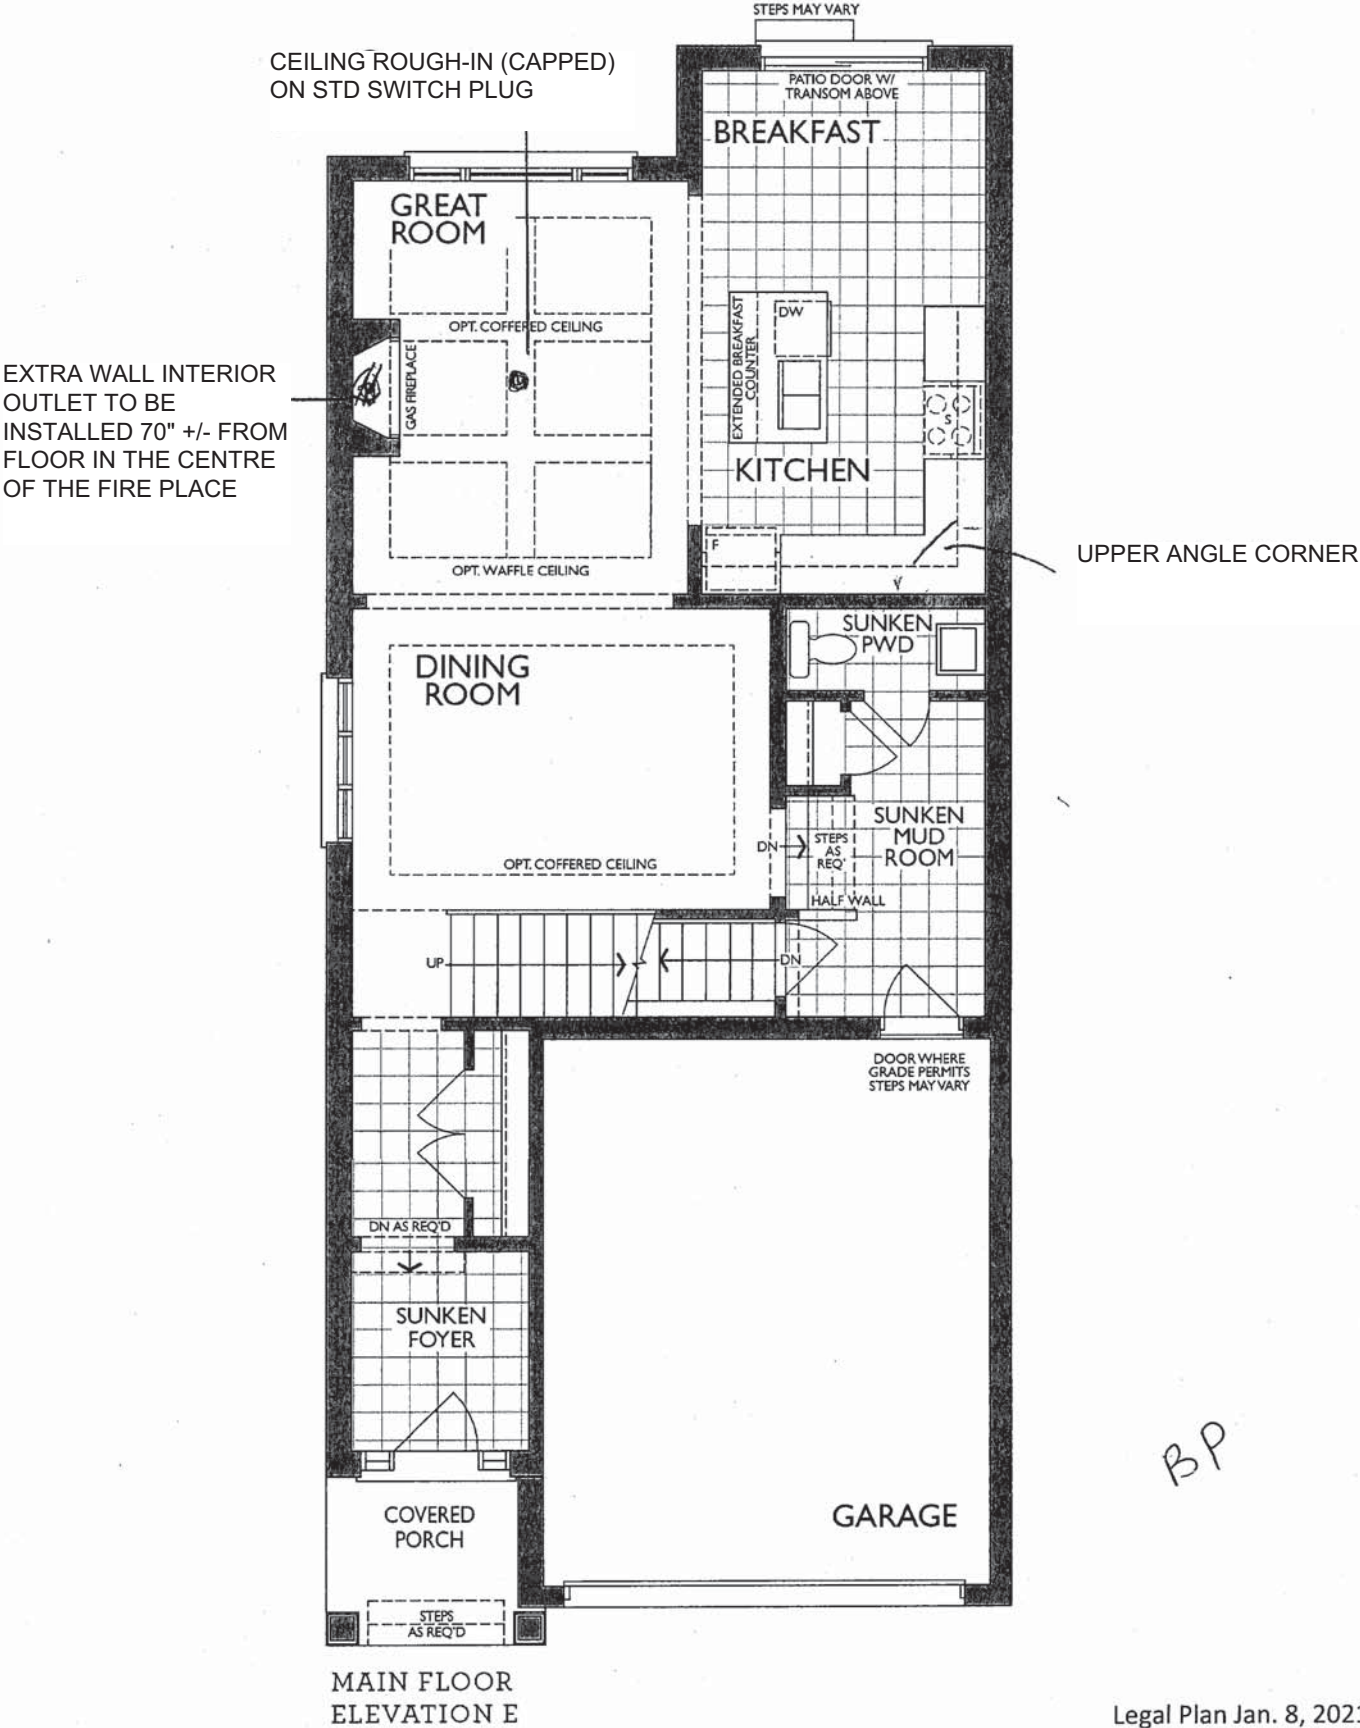 STEPS MAY VARY
CEILING ROUGH-IN (CAPPED)
ON STD SWITCH PLUG
PATIO DOOR W/
TRANSOM ABOVE
BREAKFAST
GREAT
ROOM
DW
EXTENDED BREAKFAST
COUNTER
OPT. COFFERED CEILING
GAS FIREPLACE
EXTRA WALL INTERIOR
OUTLET TO BE
INSTALLED 70" +/- FROM
FLOOR IN THE CENTRE
OF THE FIRE PLACE
S
KITCHEN
F
UPPER ANGLE CORNER
OPT. WAFFLE CEILING
SUNKEN
PWD
DINING
ROOM
SUNKEN
MUD
ROOM
DN
STEPS
AS
REQ'
OPT. COFFERED CEILING
HALF WALL
UP
DN
DOOR WHERE
GRADE PERMITS
STEPS MAY VARY
DN AS REQ'D
SUNKEN
FOYER
BP
COVERED
PORCH
GARAGE
STEPS
AS REQ'D
MAIN FLOOR
ELEVATION E
Legal Plan Jan. 8, 2021